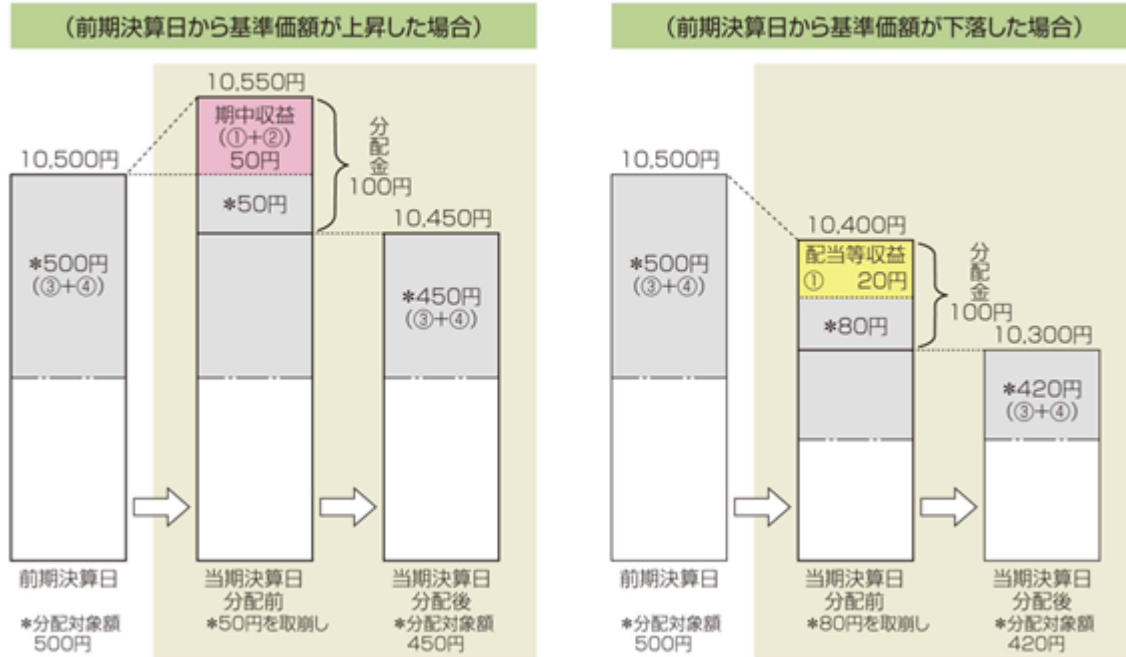 （前期決算日から基準価額が上昇した場合）
10,550円
期中収益
（①＋②）
50円
分配金
100円
10,500円
＊50円
10,450円
＊500円
（③＋④）
＊450円
（③＋④）
前期決算日
当期決算日
分配前
当期決算日
分配後
＊分配対象額
500円
＊50円を取崩し
＊分配対象額
450円
（前期決算日から基準価額が下落した場合）
10,500円
10,400円
配当等収益
① 20円
分配金
100円
＊80円
10,300円
＊500円
（③＋④）
＊420円
（③＋④）
前期決算日
当期決算日
分配前
当期決算日
分配後
＊分配対象額
500円
＊80円を取崩し
＊分配対象額
420円